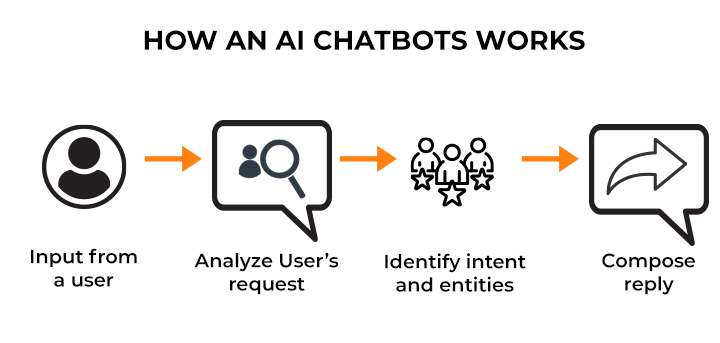 HOW AN AI CHATBOTS WORKS
Input from
a user
Analyze User's
request
Identify intent
and entities
Compose
reply